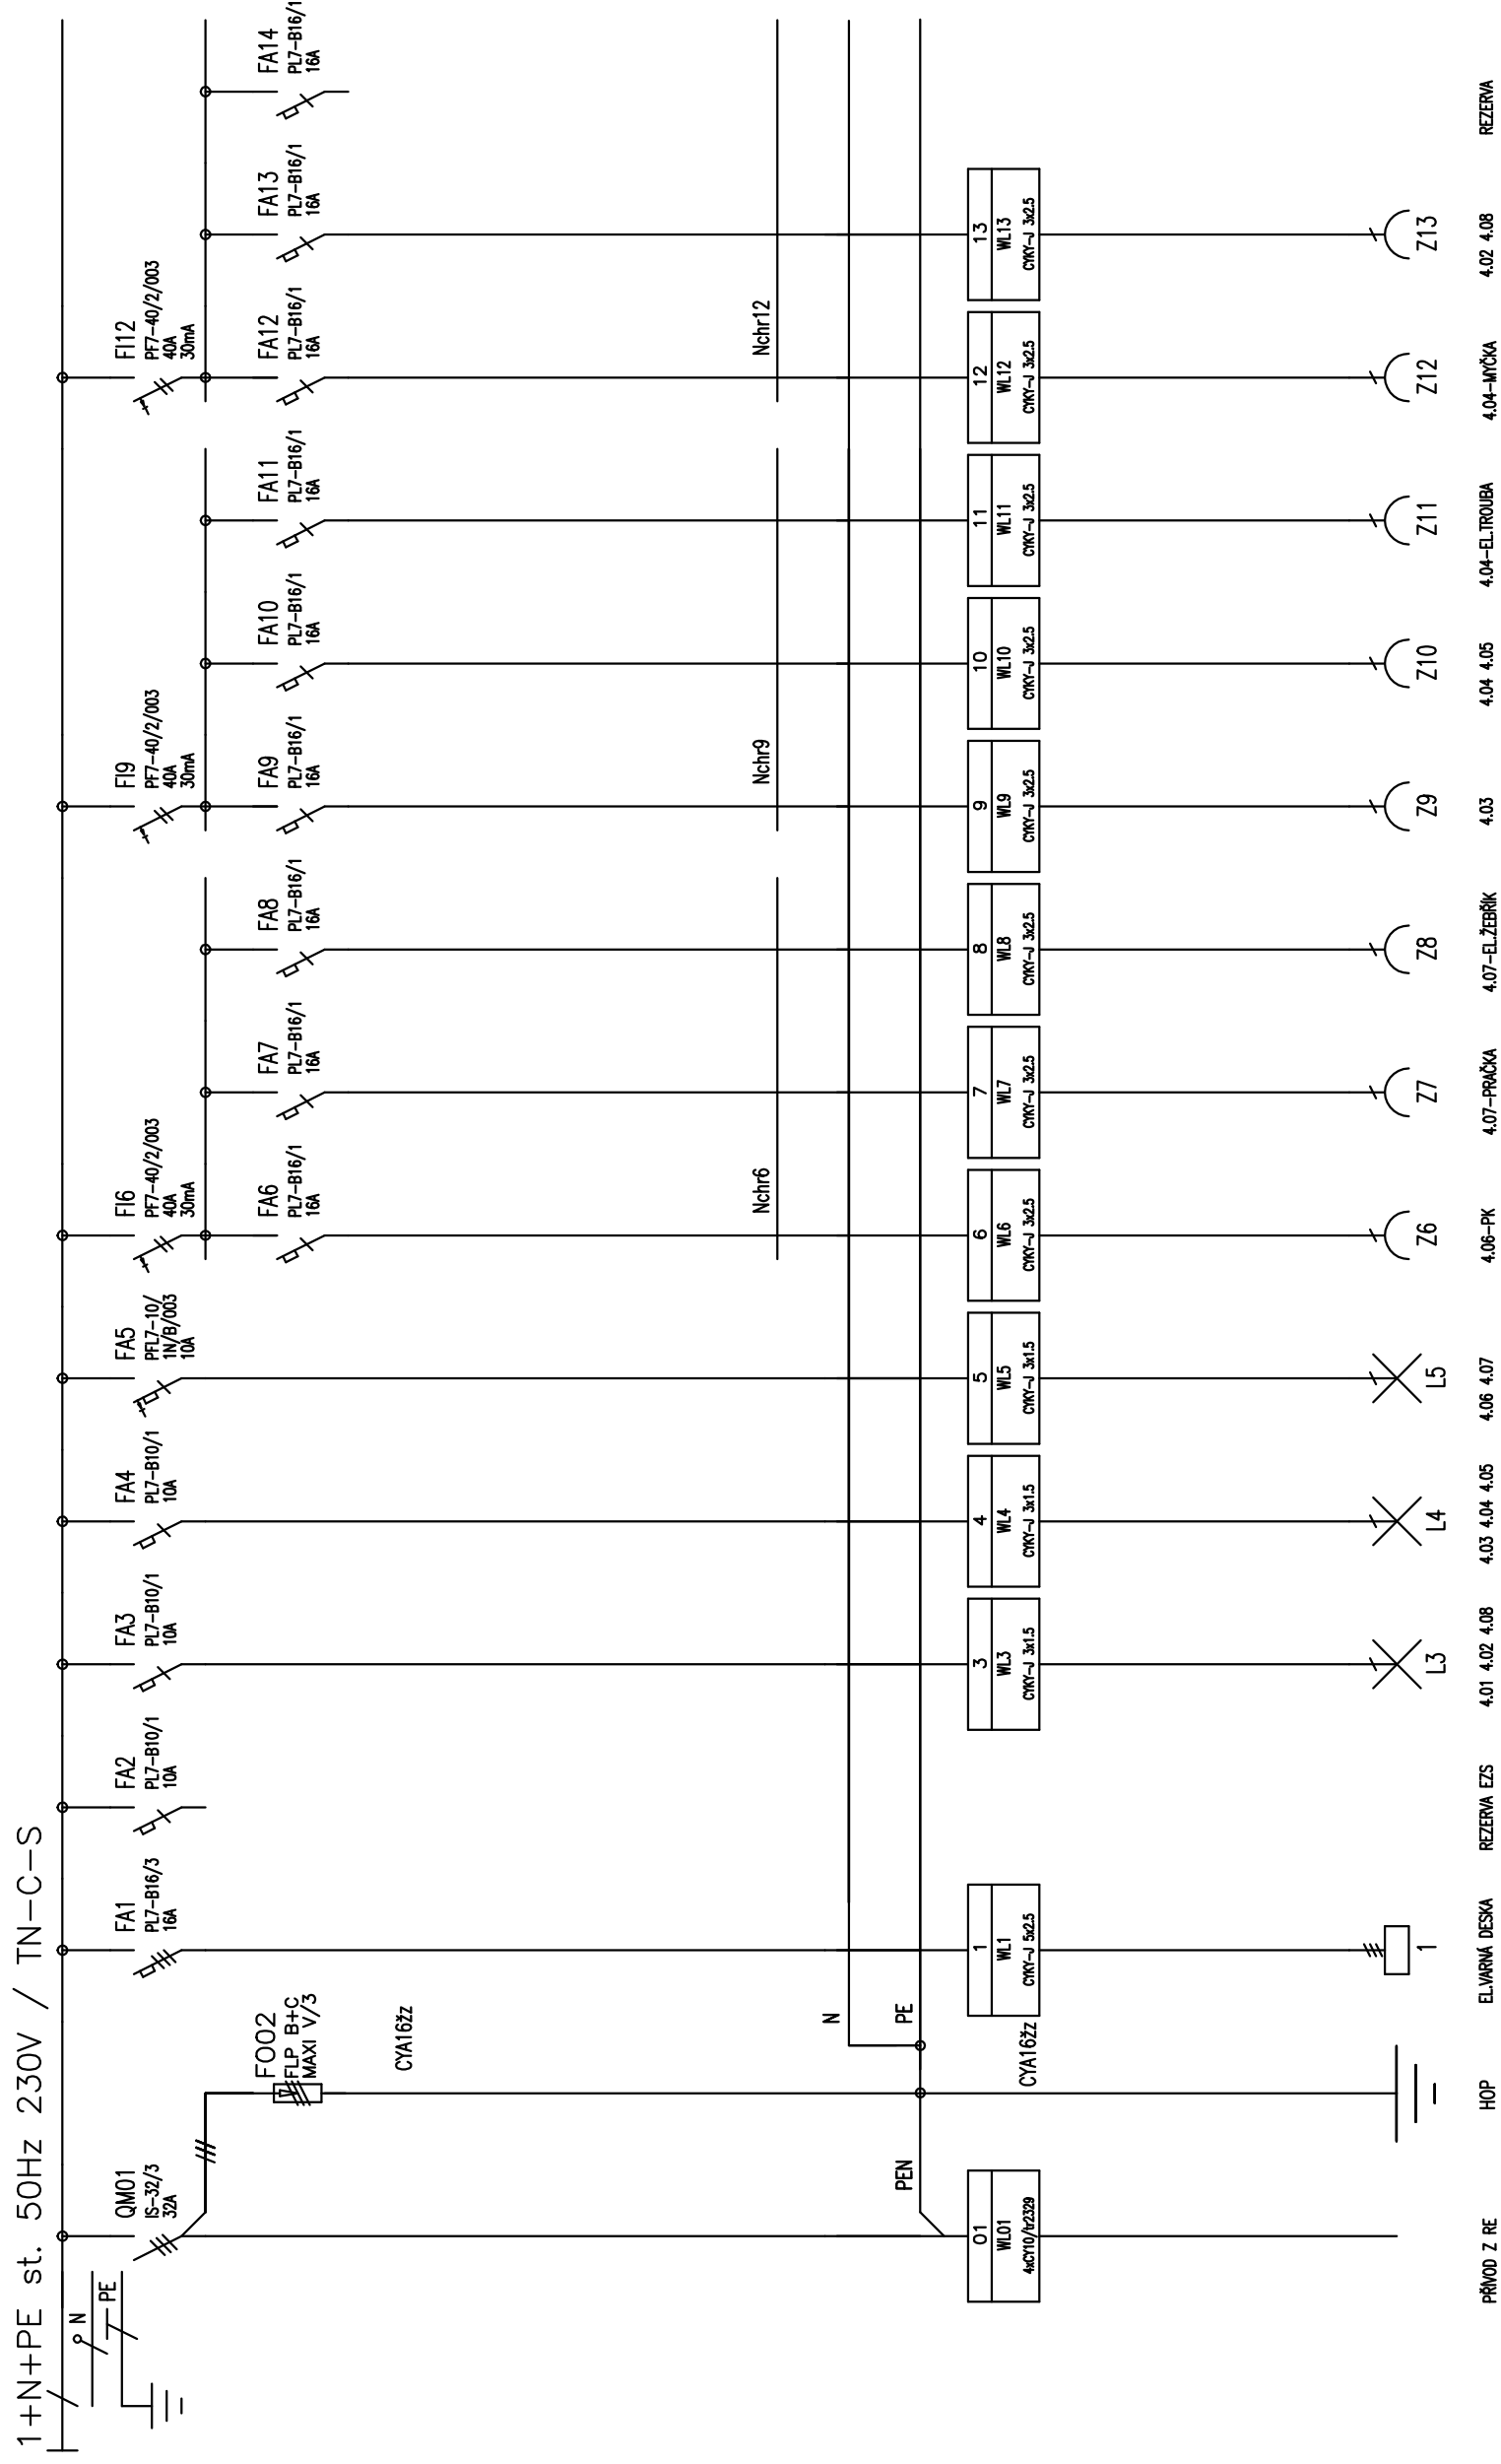 1+N+PE st. 50Hz 230V / TN-C-S
N
PE
QM01
IS-32/3
32A
F002
FLP B+C
MAXI V/3
CYA16žz
FA1
PL7-B16/3
16A
FA2
PL7-B10/1
10A
FA3
PL7-B10/1
10A
FA4
PL7-B10/1
10A
FA5
PFL7-10/
1N/B/003
10A
FI6
PF7-40/2/003
40A
30mA
FA6
PL7-B16/1
16A
FA7
PL7-B16/1
16A
FA8
PL7-B16/1
16A
FI9
PF7-40/2/003
40A
30mA
FA9
PL7-B16/1
16A
FA10
PL7-B16/1
16A
FA11
PL7-B16/1
16A
FI12
PF7-40/2/003
40A
30mA
FA12
PL7-B16/1
16A
FA13
PL7-B16/1
16A
FA14
PL7-B16/1
16A
Nchr6
Nchr9
Nchr12
N
PEN
PE
CYA16žz
01
WL01
4xCY10/tr2329
1
WL1
CYKY-J 5x2.5
3
WL3
CYKY-J 3x1.5
4
WL4
CYKY-J 3x1.5
5
WL5
CYKY-J 3x1.5
6
WL6
CYKY-J 3x2.5
7
WL7
CYKY-J 3x2.5
8
WL8
CYKY-J 3x2.5
9
WL9
CYKY-J 3x2.5
10
WL10
CYKY-J 3x2.5
11
WL11
CYKY-J 3x2.5
12
WL12
CYKY-J 3x2.5
13
WL13
CYKY-J 3x2.5
1
L3
L4
L5
Z6
Z7
Z8
Z9
Z10
Z11
Z12
Z13
PŘÍVOD Z RE
HOP
EL.VARNÁ DESKA
REZERVA EZS
4.01 4.02 4.08
4.03 4.04 4.05
4.06 4.07
4.06-PK
4.07-PRAČKA
4.07-EL.ŽEBŘÍK
4.03
4.04 4.05
4.04-EL.TROUBA
4.04-MYČKA
4.02 4.08
REZERVA